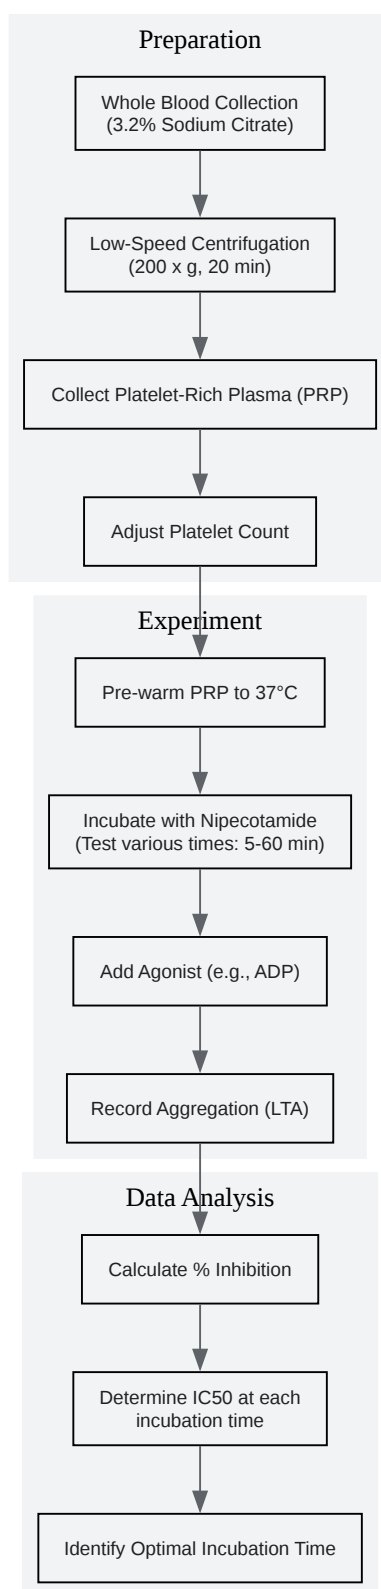 Preparation
Whole Blood Collection
(3.2% Sodium Citrate)
Low-Speed Centrifugation
(200 x g, 20 min)
Collect Platelet-Rich Plasma (PRP)
Adjust Platelet Count
Experiment
Pre-warm PRP to 37°C
Incubate with Nipecotamide
(Test various times: 5-60 min)
Add Agonist (e.g., ADP)
Record Aggregation (LTA)
Data Analysis
Calculate % Inhibition
Determine IC50 at each
incubation time
Identify Optimal Incubation Time